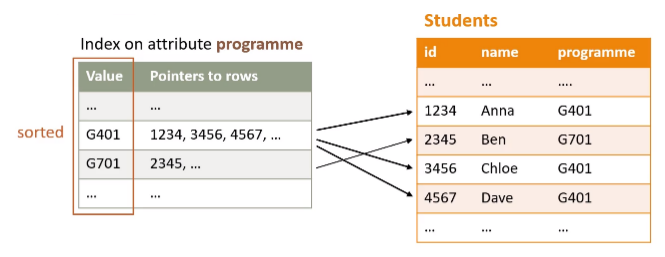 Students
Index on attribute programme
id name programme
Value Pointers to rows
... ... ....
... ...
1234 Anna G401
sorted
G401 1234, 3456, 4567, ...
2345 Ben G701
G701 2345, ...
3456 Chloe G401
... ...
4567 Dave G401
... ... ...